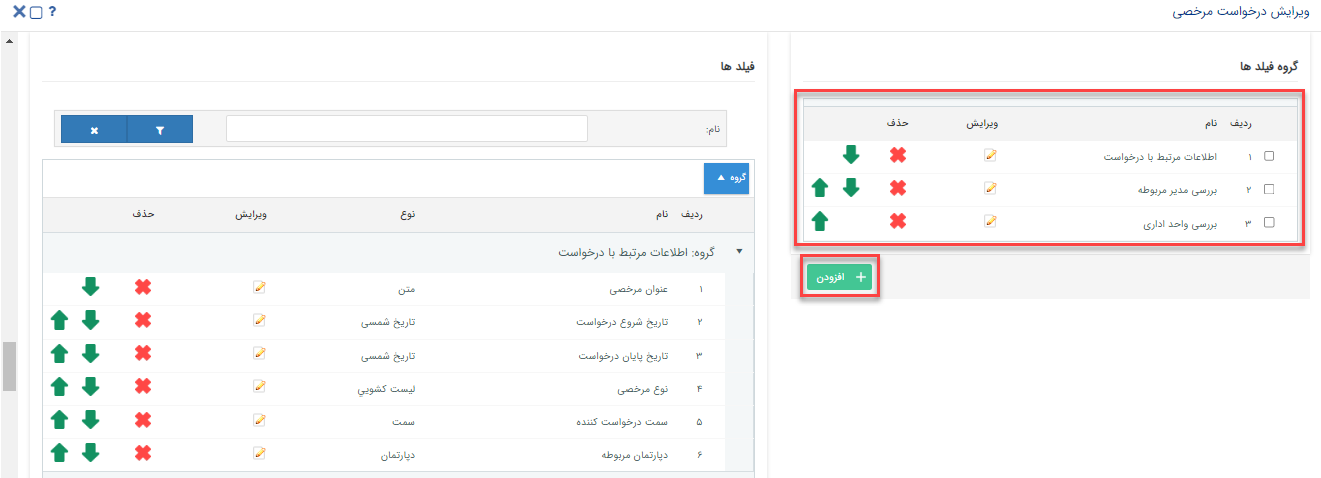 ویرایش درخواست مرخصی
?
گروه فیلد ها
ردیف نام ویرایش حذف
۱ اطلاعات مرتبط با درخواست
۲ بررسی مدیر مربوطه
۳ بررسی واحد اداری
+ افزودن
فیلد ها
نام:
گروه
ردیف نام نوع ویرایش حذف
گروه: اطلاعات مرتبط با درخواست
۱ عنوان مرخصی متن
۲ تاریخ شروع درخواست تاریخ شمسی
۳ تاریخ پایان درخواست تاریخ شمسی
۴ نوع مرخصی لیست کشویي
۵ سمت درخواست کننده سمت
۶ دپارتمان مربوطه دپارتمان